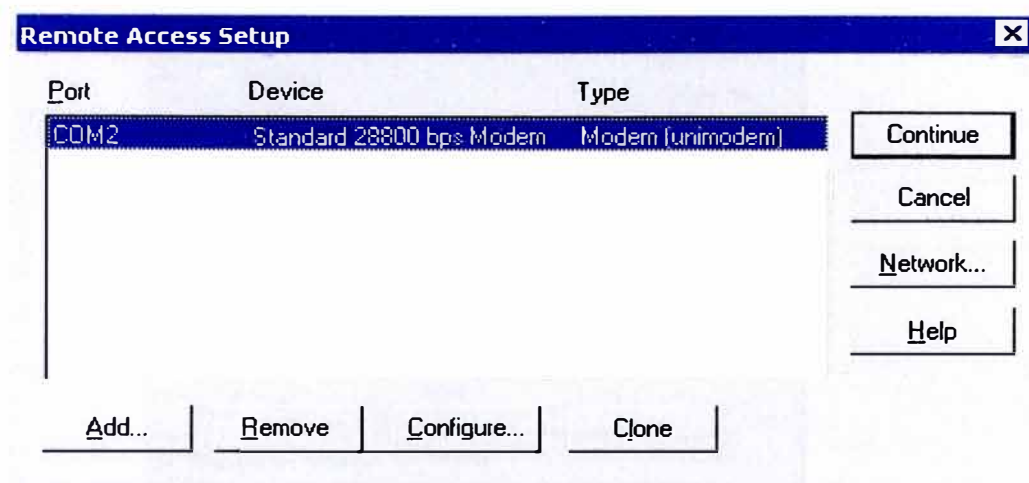 Remote Access Setup
Port Device Type
COM2 Standard 28800 bps Modem Modem (unimodem)
Continue
Cancel
Network...
Help
Add... Remove Configure... Clone